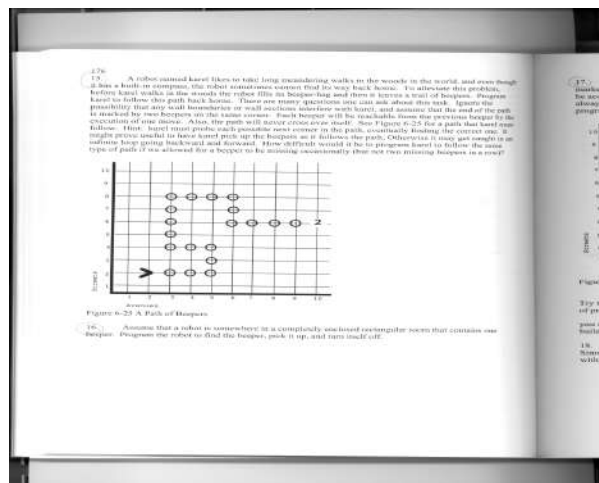 176
15. A robot named karel likes to take long meandering walks in the woods in the world, and even though
it has a built-in compass, the robot sometimes cannot find its way back home. To alleviate this problem,
before karel walks in the woods the robot fills its beeper-bag and then it leaves a trail of beepers. Program
karel to follow this path back home. There are many questions one can ask about this task. Ignore the
possibility that any wall boundaries or wall sections interfere with karel, and assume that the end of the path
is marked by two beepers on the same corner. Each beeper will be reachable from the previous beeper by the
execution of one move. Also, the path will never cross over itself. See Figure 6-25 for a path that karel must
follow. Hint: karel must probe each possible next corner in the path, eventually finding the correct one. It
might prove useful to have karel pick up the beepers as it follows the path, Otherwise it may get caught in an
infinite loop going backward and forward. How difficult would it be to program karel to follow the same
type of path if we allowed for a beeper to be missing occasionally (but not two missing beepers in a row)?
2
Figure 6-25 A Path of Beepers
16. Assume that a robot is somewhere in a completely enclosed rectangular room that contains one
beeper. Program the robot to find the beeper, pick it up, and turn itself off.
17.
18.